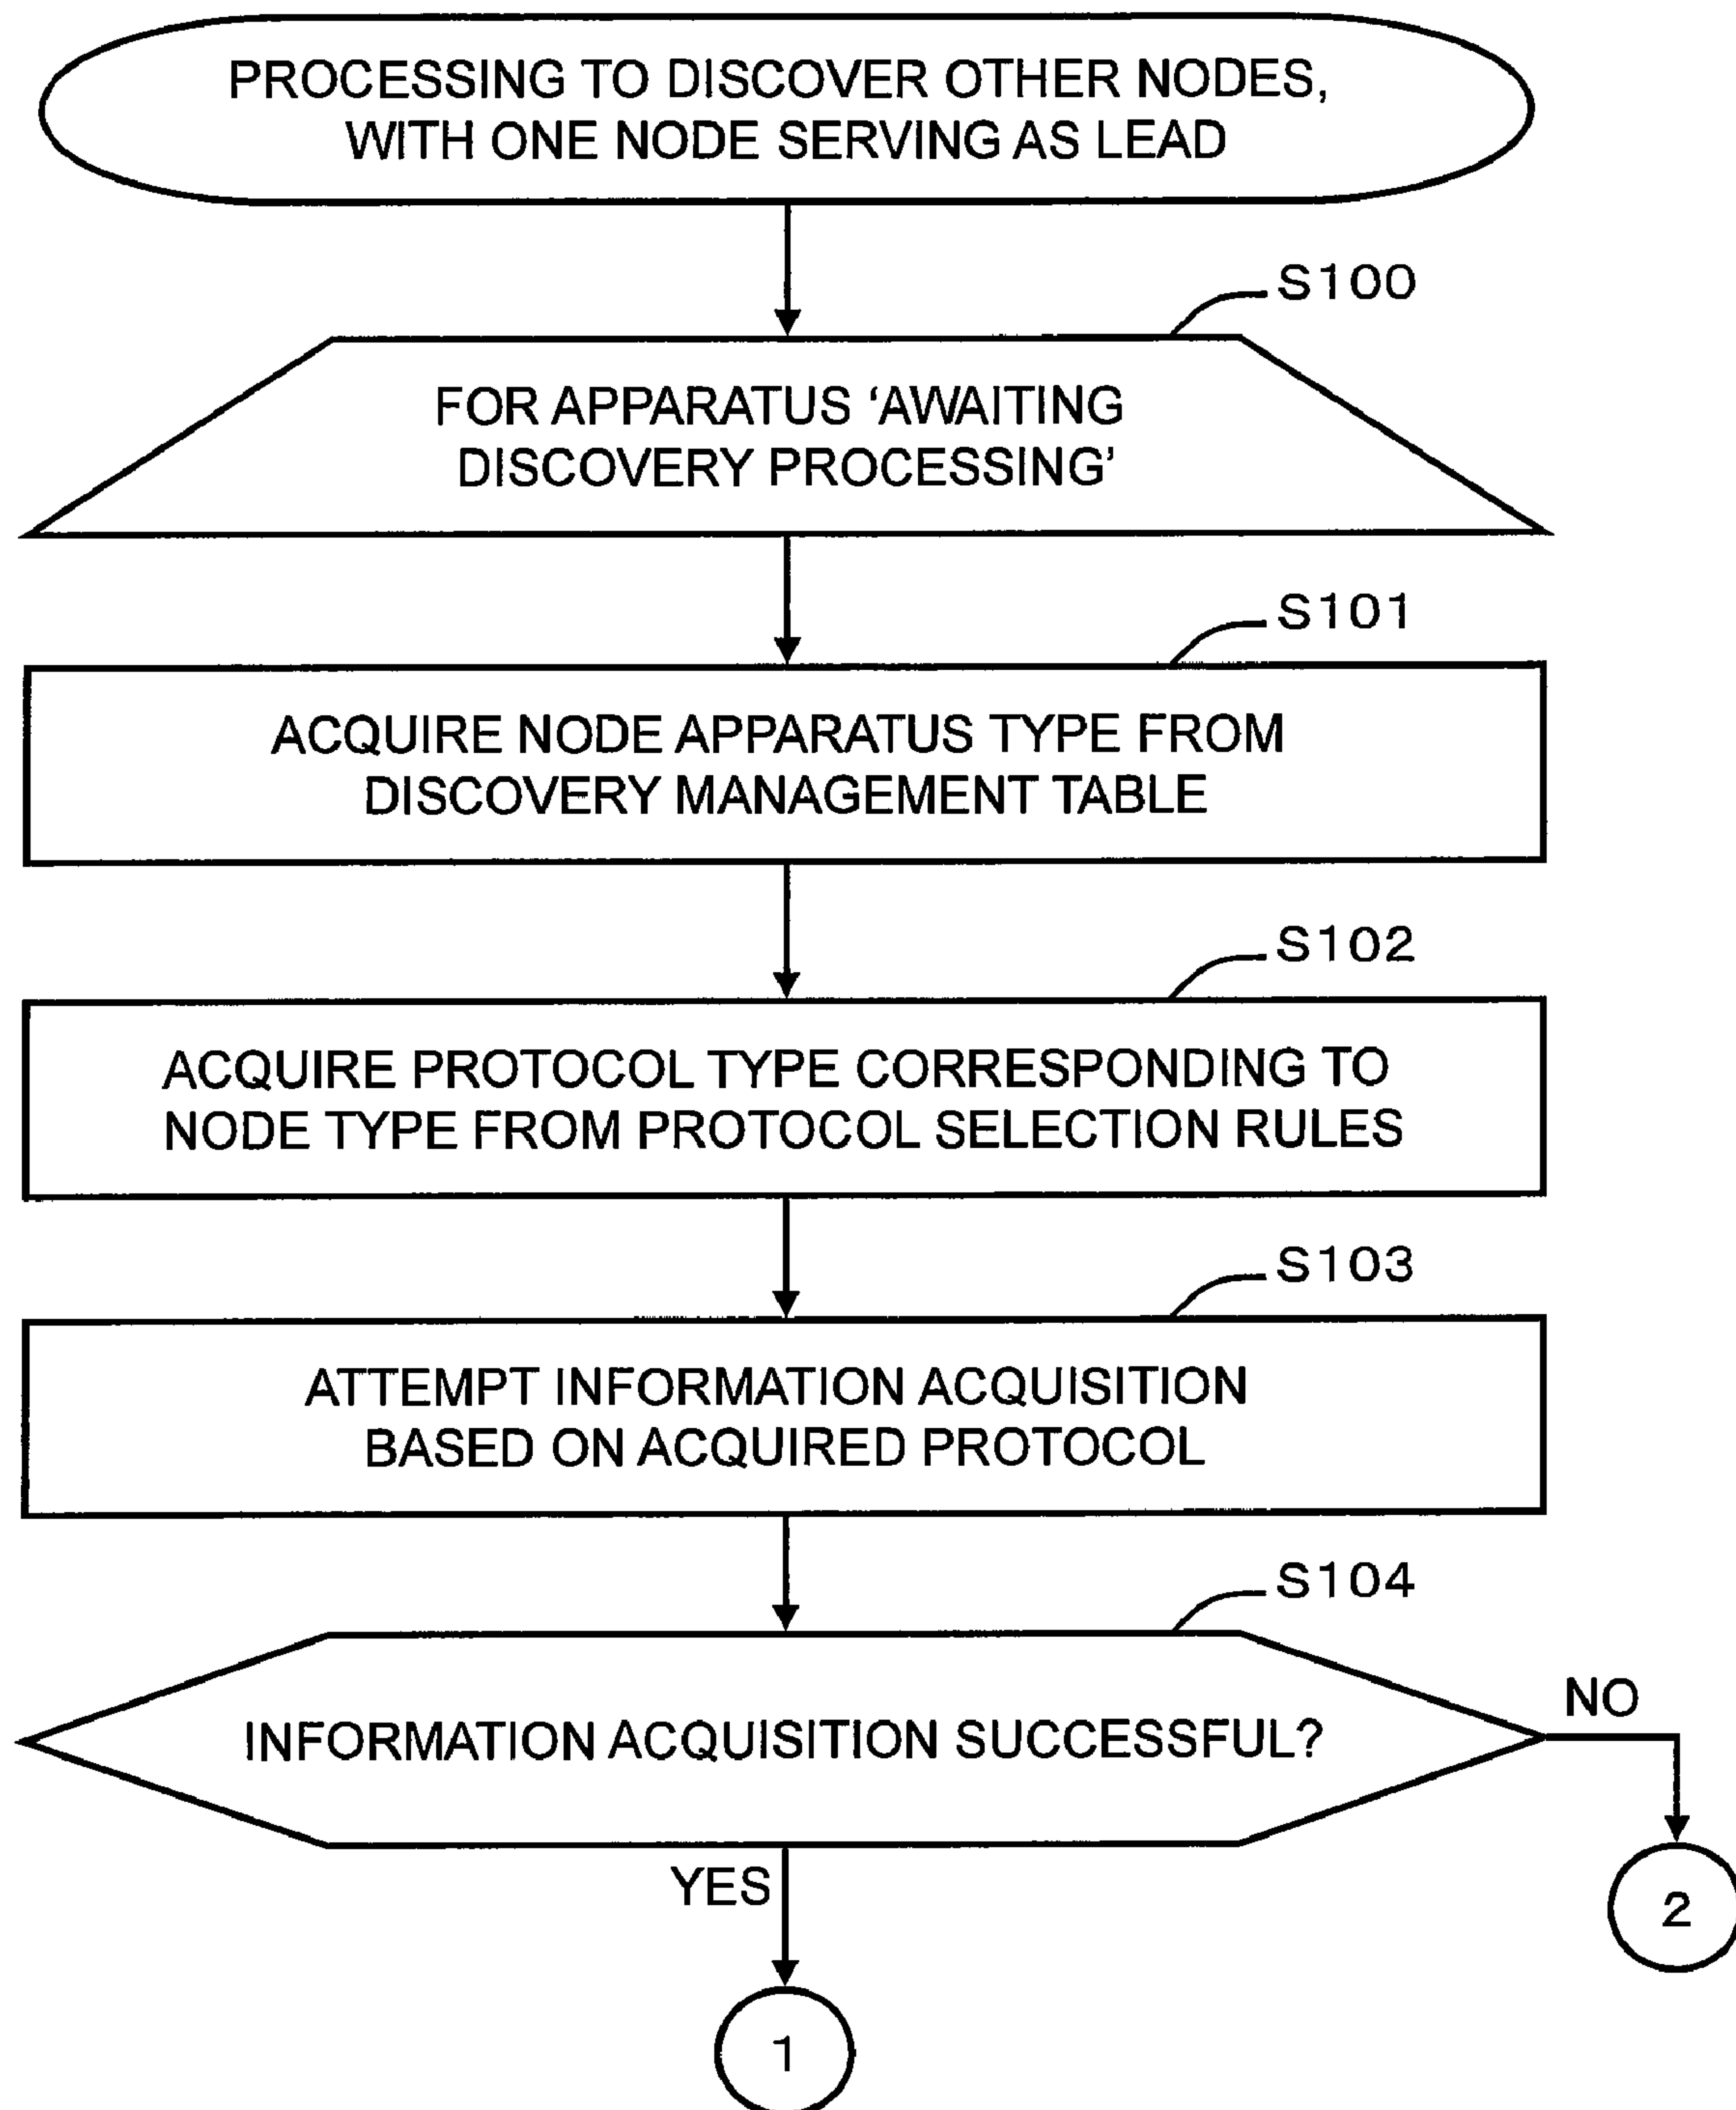 PROCESSING TO DISCOVER OTHER NODES,
WITH ONE NODE SERVING AS LEAD
S100
FOR APPARATUS ‘AWAITING
DISCOVERY PROCESSING’
S101
ACQUIRE NODE APPARATUS TYPE FROM
DISCOVERY MANAGEMENT TABLE
S102
ACQUIRE PROTOCOL TYPE CORRESPONDING TO
NODE TYPE FROM PROTOCOL SELECTION RULES
S103
ATTEMPT INFORMATION ACQUISITION
BASED ON ACQUIRED PROTOCOL
S104
INFORMATION ACQUISITION SUCCESSFUL?
NO
YES
2
1